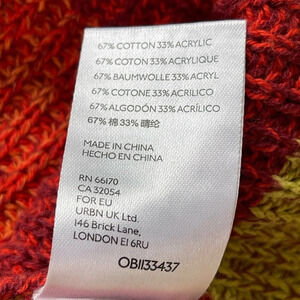 67% COTTON 33% ACRYLIC
67% COTON 33% ACRYLIQUE
67% BAUMWOLLE 33% ACRYL
67% COTONE 33% ACRILICO
67% ALGODÓN 33% ACRÍLICO
67% 棉 33% 晴纶
MADE IN CHINA
HECHO EN CHINA
RN 66170
CA 32054
FOR EU
URBN UK Ltd.
146 Brick Lane,
LONDON E1 6RU
OB1133437